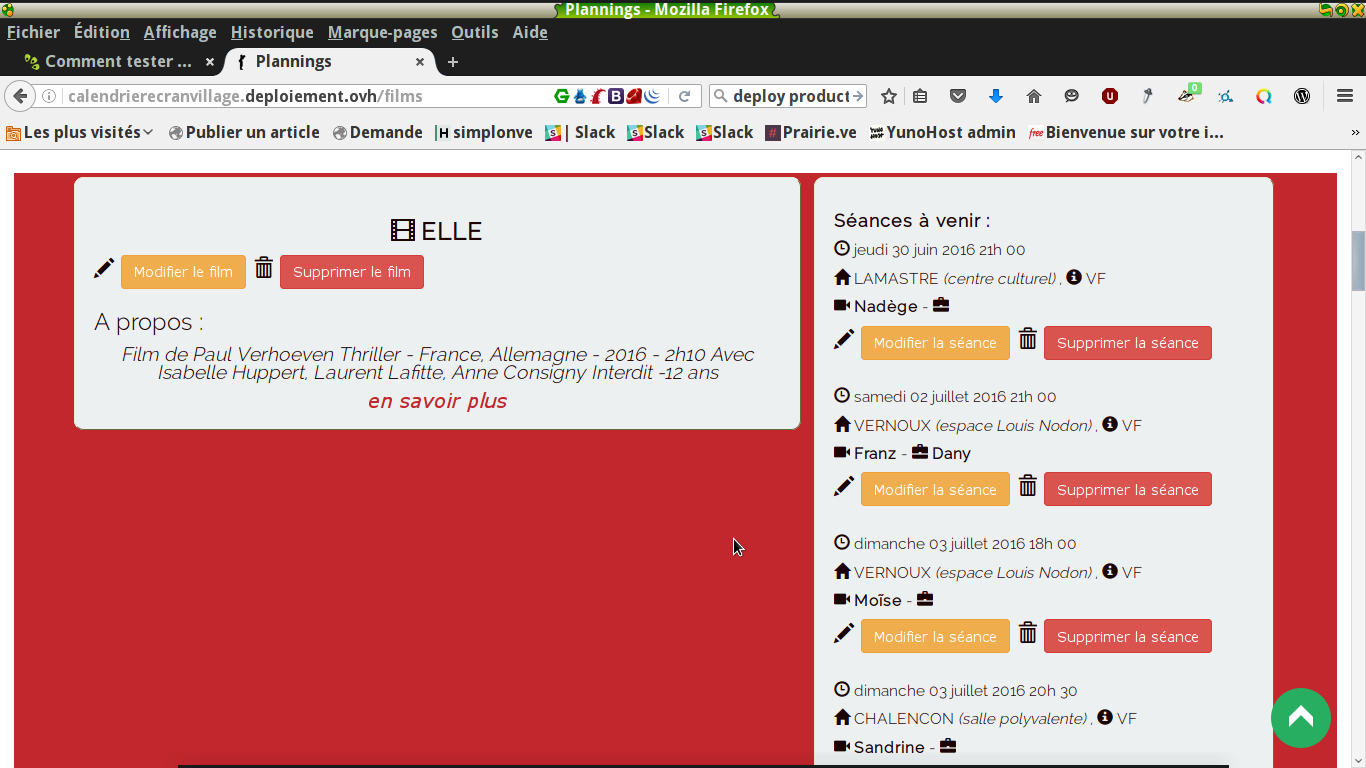 Plannings - Mozilla Firefox
Fichier Édition Affichage Historique Marque-pages Outils Aide
Comment tester ... × Plannings × +
calendrierecranvillage.deploiement.ovh/films deploy product 0
Les plus visités Publier un article Demande simplonve | Slack Slack Slack Prairie.ve YunoHost admin free Bienvenue sur votre i... »
ELLE
Modifier le film Supprimer le film
A propos :
Film de Paul Verhoeven Thriller - France, Allemagne - 2016 - 2h10 Avec
Isabelle Huppert, Laurent Lafitte, Anne Consigny Interdit -12 ans
en savoir plus
Séances à venir :
jeudi 30 juin 2016 21h 00
LAMASTRE (centre culturel) , VF
Nadège -
Modifier la séance Supprimer la séance
samedi 02 juillet 2016 21h 00
VERNOUX (espace Louis Nodon) , VF
Franz - Dany
Modifier la séance Supprimer la séance
dimanche 03 juillet 2016 18h 00
VERNOUX (espace Louis Nodon) , VF
Moïse -
Modifier la séance Supprimer la séance
dimanche 03 juillet 2016 20h 30
CHALENCON (salle polyvalente) , VF
Sandrine -